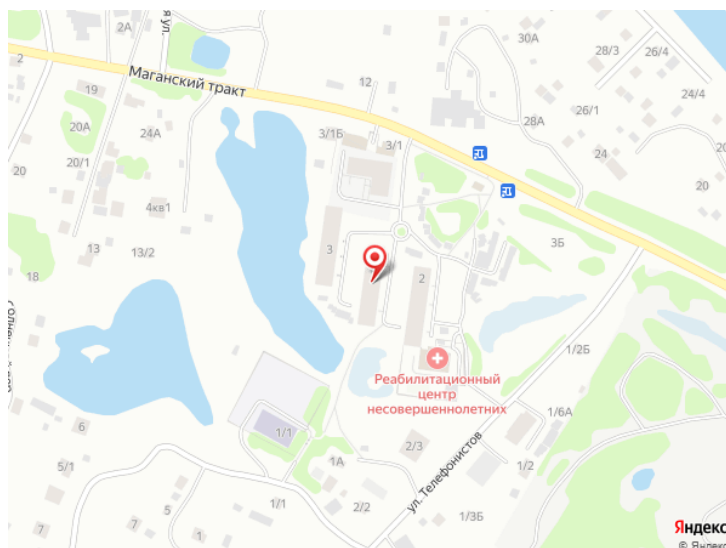 2А
я ул.
30А
28/3
26/4
2
Маганский тракт
12
24/4
19
28А
26/1
20А
24А
3/1Б
3/1
20/1
24
20
20
4кв1
3Б
13
13/2
3
2
18
1/2Б
Реабилитационный
центр
несовершеннолетних
1/6А
6
1/1
2/3
ул. Телефонистов
5/1
1А
1/2
5
1/1
2/2
1/3Б
7
7
7
Яндекс